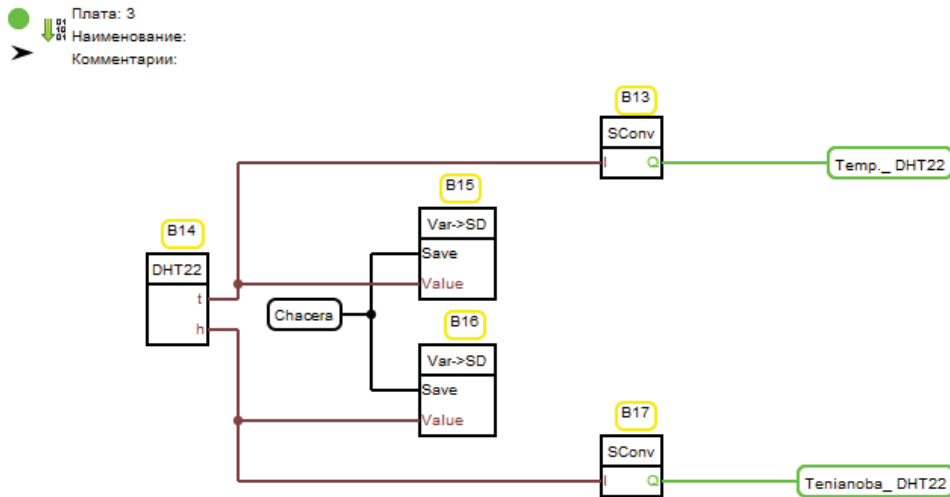 Плата: 3
Наименование:
Комментарии:
B13
SConv
I Q
Temp._ DHT22
B15
Var->SD
Save
Value
B14
DHT22
t
h
Chacera
B16
Var->SD
Save
Value
B17
SConv
I Q
Tenianoba_ DHT22